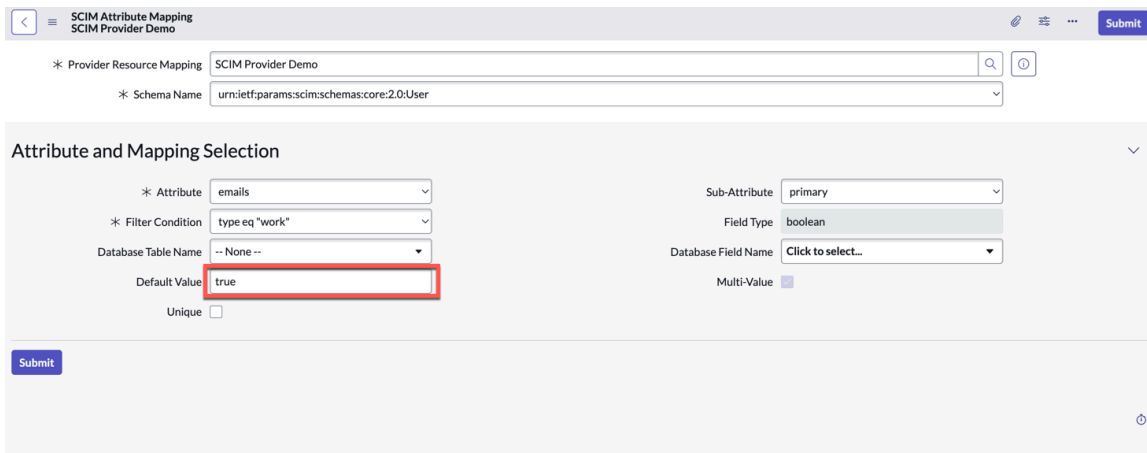 SCIM Attribute Mapping
SCIM Provider Demo
Submit
Provider Resource Mapping SCIM Provider Demo
Schema Name urn:ietf:params:scim:schemas:core:2.0:User
Attribute and Mapping Selection
Attribute emails Sub-Attribute primary
Filter Condition type eq "work" Field Type boolean
Database Table Name -- None -- Database Field Name Click to select...
Default Value true Multi-Value
Unique
Submit